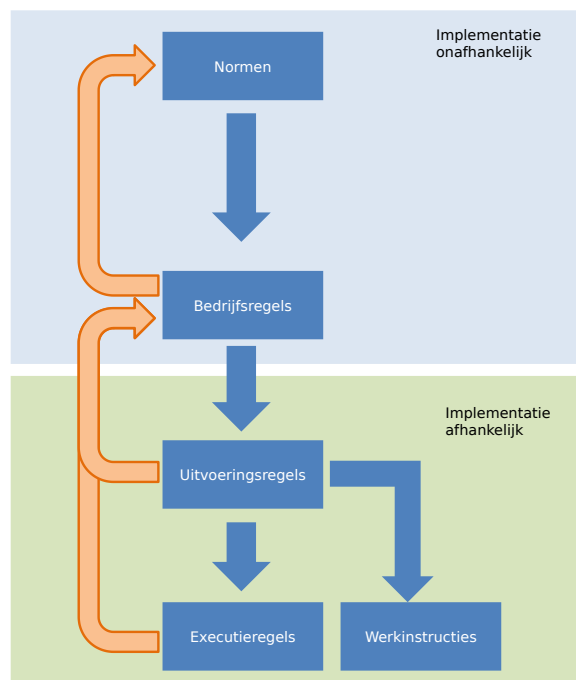 Implementatie
onafhankelijk
Normen
Bedrijfsregels
Implementatie
afhankelijk
Uitvoeringsregels
Executieregels
Werkinstructies